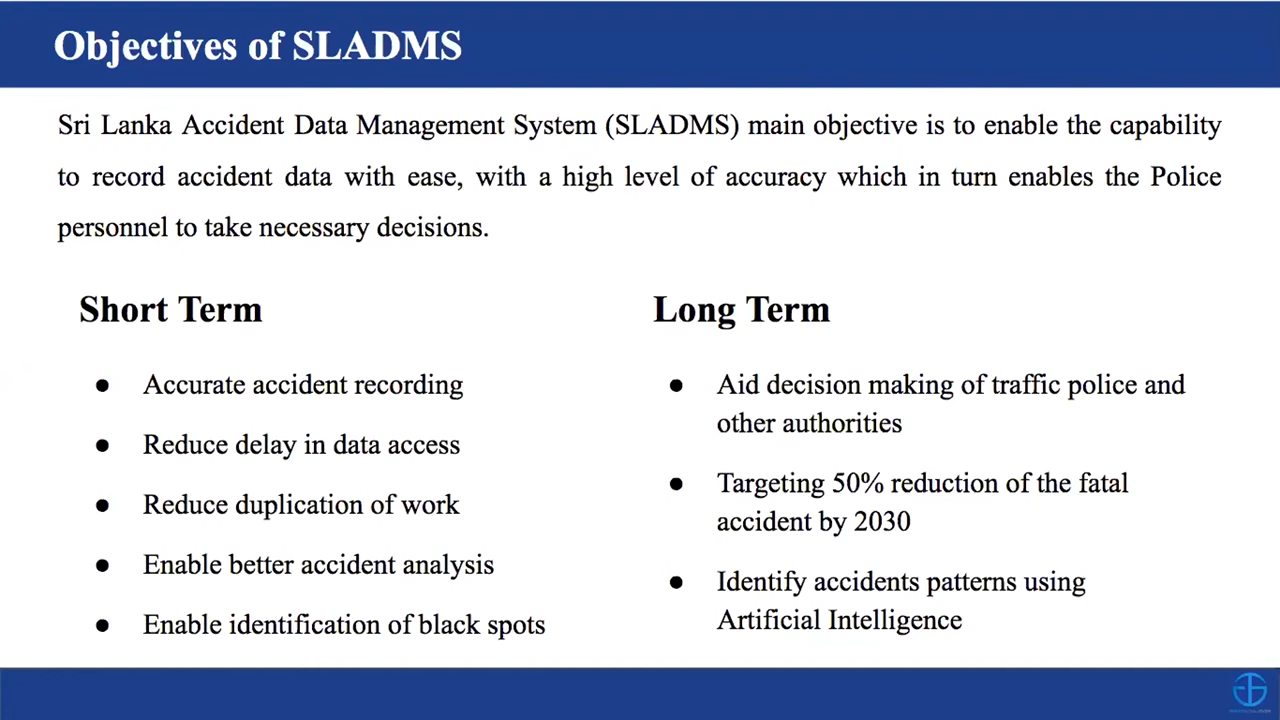 Objectives of SLADMS
Sri Lanka Accident Data Management System (SLADMS) main objective is to enable the capability
to record accident data with ease, with a high level of accuracy which in turn enables the Police
personnel to take necessary decisions.
Short Term
● Accurate accident recording
● Reduce delay in data access
● Reduce duplication of work
● Enable better accident analysis
● Enable identification of black spots
Long Term
● Aid decision making of traffic police and
other authorities
● Targeting 50% reduction of the fatal
accident by 2030
● Identify accidents patterns using
Artificial Intelligence